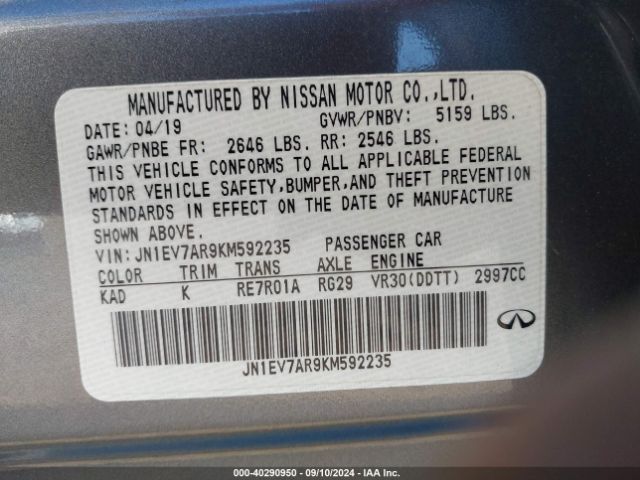 MANUFACTURED BY NISSAN MOTOR CO.,LTD.
DATE: 04/19 GVWR/PNBV: 5159 LBS.
GAWR/PNBE FR: 2646 LBS. RR: 2546 LBS.
THIS VEHICLE CONFORMS TO ALL APPLICABLE FEDERAL
MOTOR VEHICLE SAFETY,BUMPER,AND THEFT PREVENTION
STANDARDS IN EFFECT ON THE DATE OF MANUFACTURE
SHOWN ABOVE.
VIN: JN1EV7AR9KM592235 PASSENGER CAR
COLOR TRIM TRANS AXLE ENGINE
KAD K RE7R01A RG29 VR30(DDTT) 2997CC
JN1EV7AR9KM592235
000-40290950 - 09/10/2024 - IAA Inc.